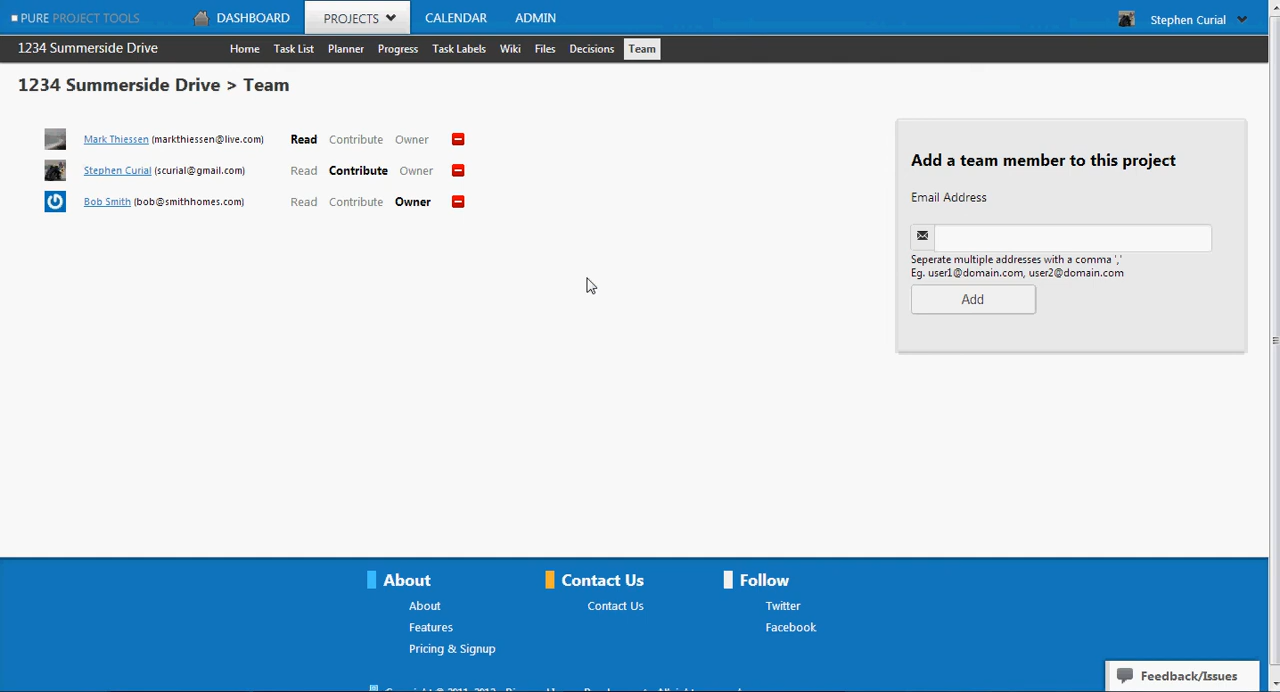 PURE PROJECT TOOLS DASHBOARD PROJECTS CALENDAR ADMIN Stephen Curial
1234 Summerside Drive Home Task List Planner Progress Task Labels Wiki Files Decisions Team
1234 Summerside Drive > Team
Mark Thiessen (markthiessen@live.com) Read Contribute Owner
Stephen Curial (scurial@gmail.com) Read Contribute Owner
Bob Smith (bob@smithhomes.com) Read Contribute Owner
Add a team member to this project
Email Address
Seperate multiple addresses with a comma ','
Eg. user1@domain.com, user2@domain.com
Add
About
About
Features
Pricing & Signup
Contact Us
Contact Us
Follow
Twitter
Facebook
Feedback/Issues